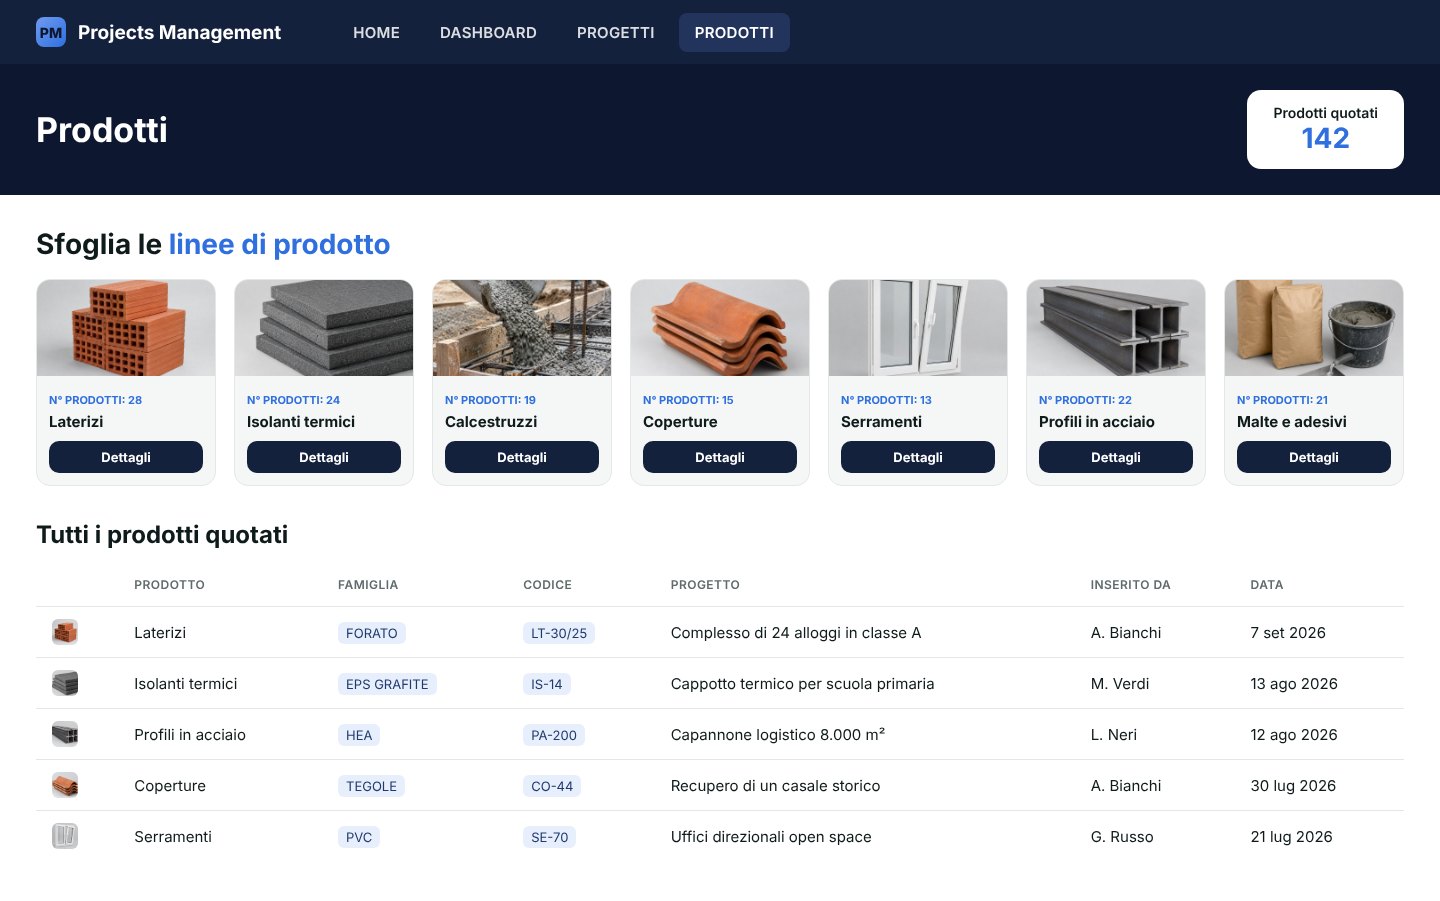 PM Projects Management HOME DASHBOARD PROGETTI PRODOTTI
Prodotti
Prodotti quotati
142
Sfoglia le linee di prodotto
N° PRODOTTI: 28
Laterizi
Dettagli
N° PRODOTTI: 24
Isolanti termici
Dettagli
N° PRODOTTI: 19
Calcestruzzi
Dettagli
N° PRODOTTI: 15
Coperture
Dettagli
N° PRODOTTI: 13
Serramenti
Dettagli
N° PRODOTTI: 22
Profili in acciaio
Dettagli
N° PRODOTTI: 21
Malte e adesivi
Dettagli
Tutti i prodotti quotati
PRODOTTO FAMIGLIA CODICE PROGETTO INSERITO DA DATA
Laterizi FORATO LT-30/25 Complesso di 24 alloggi in classe A A. Bianchi 7 set 2026
Isolanti termici EPS GRAFITE IS-14 Cappotto termico per scuola primaria M. Verdi 13 ago 2026
Profili in acciaio HEA PA-200 Capannone logistico 8.000 m² L. Neri 12 ago 2026
Coperture TEGOLE CO-44 Recupero di un casale storico A. Bianchi 30 lug 2026
Serramenti PVC SE-70 Uffici direzionali open space G. Russo 21 lug 2026